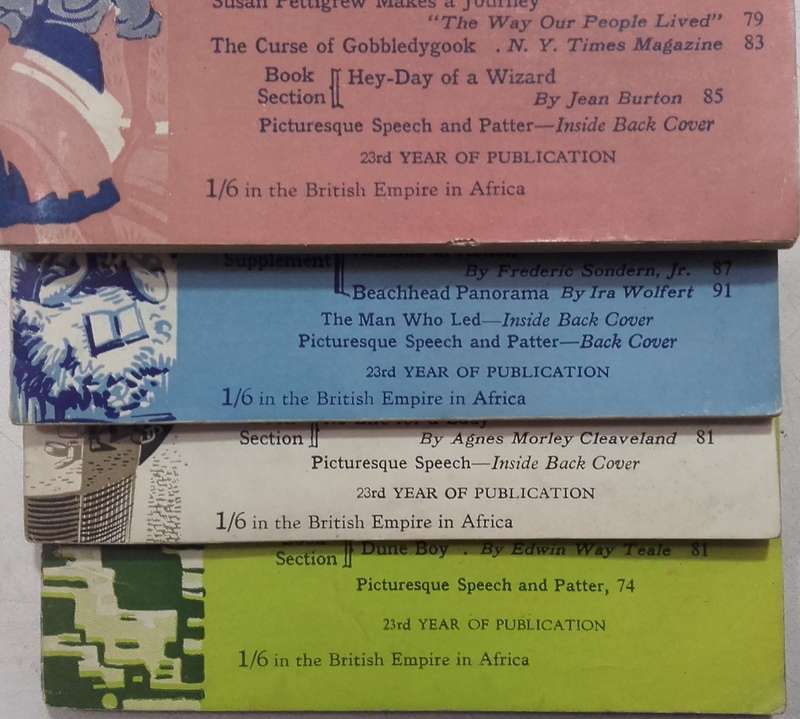 Susan Pettigrew Makes a Journey
"The Way Our People Lived" 79
The Curse of Gobbledygook . N. Y. Times Magazine 83
Book Section Hey-Day of a Wizard
By Jean Burton 85
Picturesque Speech and Patter—Inside Back Cover
23rd YEAR OF PUBLICATION
1/6 in the British Empire in Africa
Supplement
By Frederic Sondern, Jr. 87
Beachhead Panorama By Ira Wolfert 91
The Man Who Led—Inside Back Cover
Picturesque Speech and Patter—Back Cover
23rd YEAR OF PUBLICATION
1/6 in the British Empire in Africa
Section By Agnes Morley Cleaveland 81
Picturesque Speech—Inside Back Cover
23rd YEAR OF PUBLICATION
1/6 in the British Empire in Africa
Book Section Dune Boy . By Edwin Way Teale 81
Picturesque Speech and Patter, 74
23rd YEAR OF PUBLICATION
1/6 in the British Empire in Africa